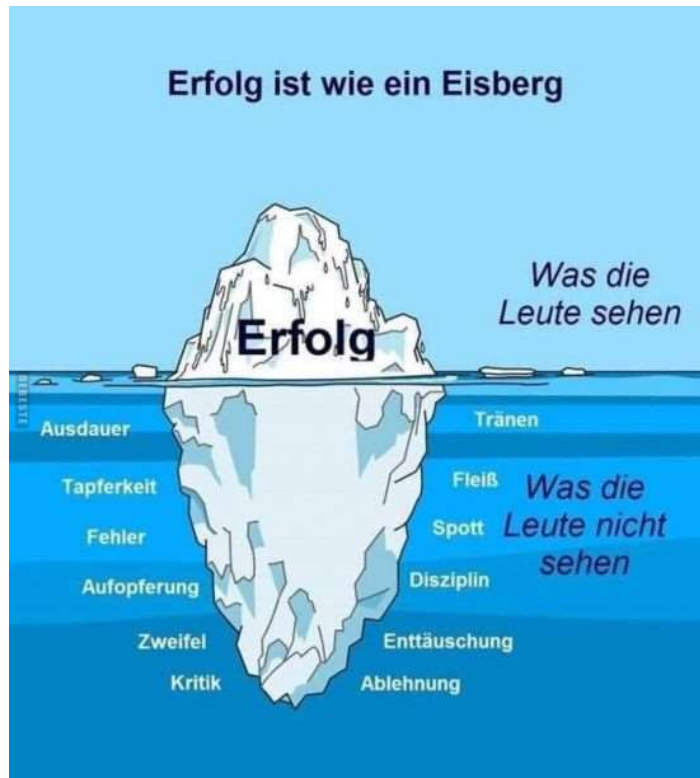 Erfolg ist wie ein Eisberg
Was die
Leute sehen
Erfolg
Ausdauer
Tränen
Tapferkeit
Fleiß
Was die
Leute nicht
sehen
Fehler
Spott
Aufopferung
Disziplin
Zweifel
Enttäuschung
Kritik
Ablehnung
DEBESTE